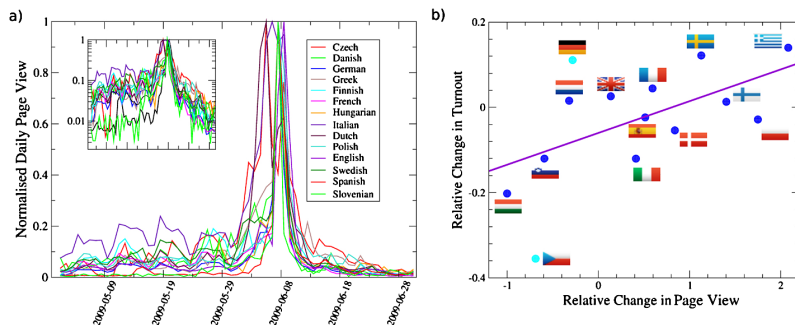 a)
Normalised Daily Page View
1
0.8
0.6
0.4
0.2
0
1
0.1
0.01
Czech
Danish
German
Greek
Finnish
French
Hungarian
Italian
Dutch
Polish
English
Swedish
Spanish
Slovenian
2009-05-09
2009-05-19
2009-05-29
2009-06-08
2009-06-18
2009-06-28
b)
Relative Change in Turnout
0.2
0
-0.2
-0.4
-1
0
1
2
Relative Change in Page View